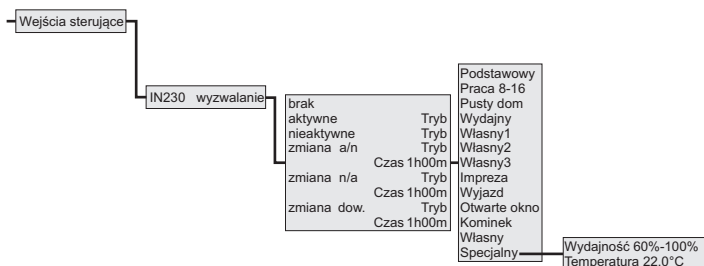 Wejścia sterujące
IN230 wyzwalanie
brak
aktywne Tryb
nieaktywne Tryb
zmiana a/n Tryb
Czas 1h00m
zmiana n/a Tryb
Czas 1h00m
zmiana dow. Tryb
Czas 1h00m
Podstawowy
Praca 8-16
Pusty dom
Wydajny
Własny1
Własny2
Własny3
Impreza
Wyjazd
Otwarte okno
Kominek
Własny
Specjalny
Wydajność 60%-100%
Temperatura 22.0°C